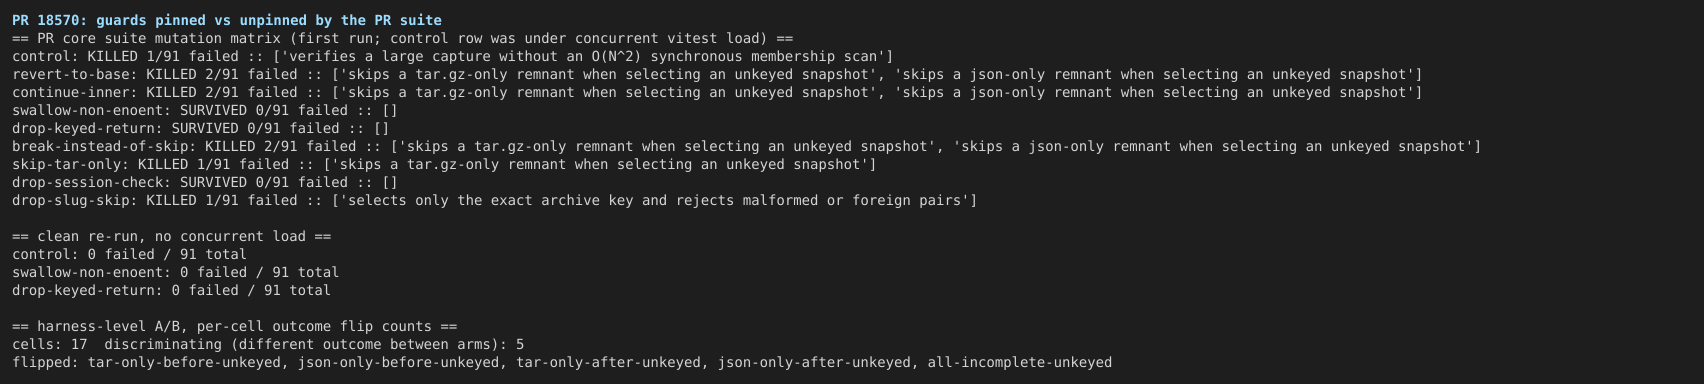 PR 18570: guards pinned vs unpinned by the PR suite
== PR core suite mutation matrix (first run; control row was under concurrent vitest load) ==
control: KILLED 1/91 failed :: ['verifies a large capture without an O(N^2) synchronous membership scan']
revert-to-base: KILLED 2/91 failed :: ['skips a tar.gz-only remnant when selecting an unkeyed snapshot', 'skips a json-only remnant when selecting an unkeyed snapshot']
continue-inner: KILLED 2/91 failed :: ['skips a tar.gz-only remnant when selecting an unkeyed snapshot', 'skips a json-only remnant when selecting an unkeyed snapshot']
swallow-non-enoent: SURVIVED 0/91 failed :: []
drop-keyed-return: SURVIVED 0/91 failed :: []
break-instead-of-skip: KILLED 2/91 failed :: ['skips a tar.gz-only remnant when selecting an unkeyed snapshot', 'skips a json-only remnant when selecting an unkeyed snapshot']
skip-tar-only: KILLED 1/91 failed :: ['skips a tar.gz-only remnant when selecting an unkeyed snapshot']
drop-session-check: SURVIVED 0/91 failed :: []
drop-slug-skip: KILLED 1/91 failed :: ['selects only the exact archive key and rejects malformed or foreign pairs']
== clean re-run, no concurrent load ==
control: 0 failed / 91 total
swallow-non-enoent: 0 failed / 91 total
drop-keyed-return: 0 failed / 91 total
== harness-level A/B, per-cell outcome flip counts ==
cells: 17  discriminating (different outcome between arms): 5
flipped: tar-only-before-unkeyed, json-only-before-unkeyed, tar-only-after-unkeyed, json-only-after-unkeyed, all-incomplete-unkeyed